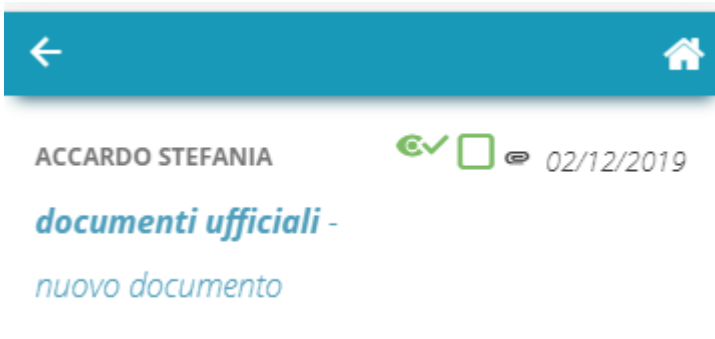 ACCARDO STEFANIA 02/12/2019
documenti ufficiali -
nuovo documento